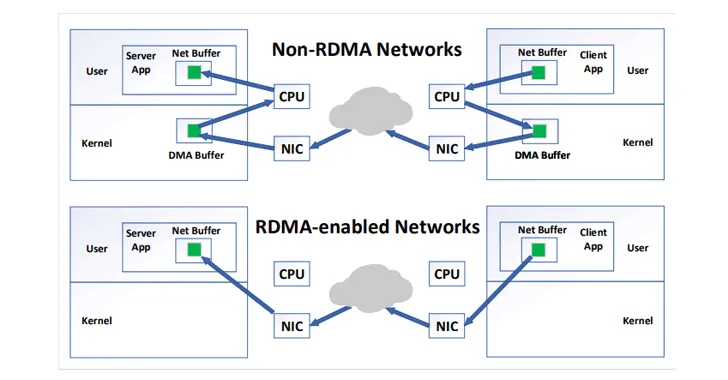 Non-RDMA Networks
Server
App
Net Buffer
User
CPU
Kernel
DMA Buffer
NIC
Net Buffer
Client
App
User
CPU
Kernel
DMA Buffer
NIC
RDMA-enabled Networks
Server
App
Net Buffer
User
CPU
Kernel
NIC
Net Buffer
Client
App
User
CPU
Kernel
NIC